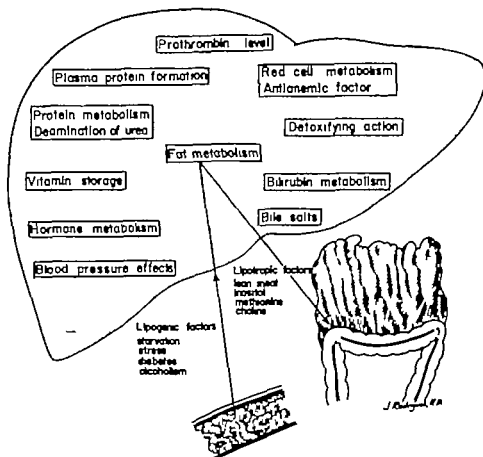 Prothrombin level
Plasma protein formation
Red cell metabolism
Antianemic factor
Protein metabolism
Deamination of urea
Detoxifying action
Fat metabolism
Vitamin storage
Bilirubin metabolism
Hormone metabolism
Bile salts
Blood pressure effects
Lipotropic factors
lean meat
inositol
methionine
choline
Lipogenic factors
starvation
stress
diabetes
alcoholism